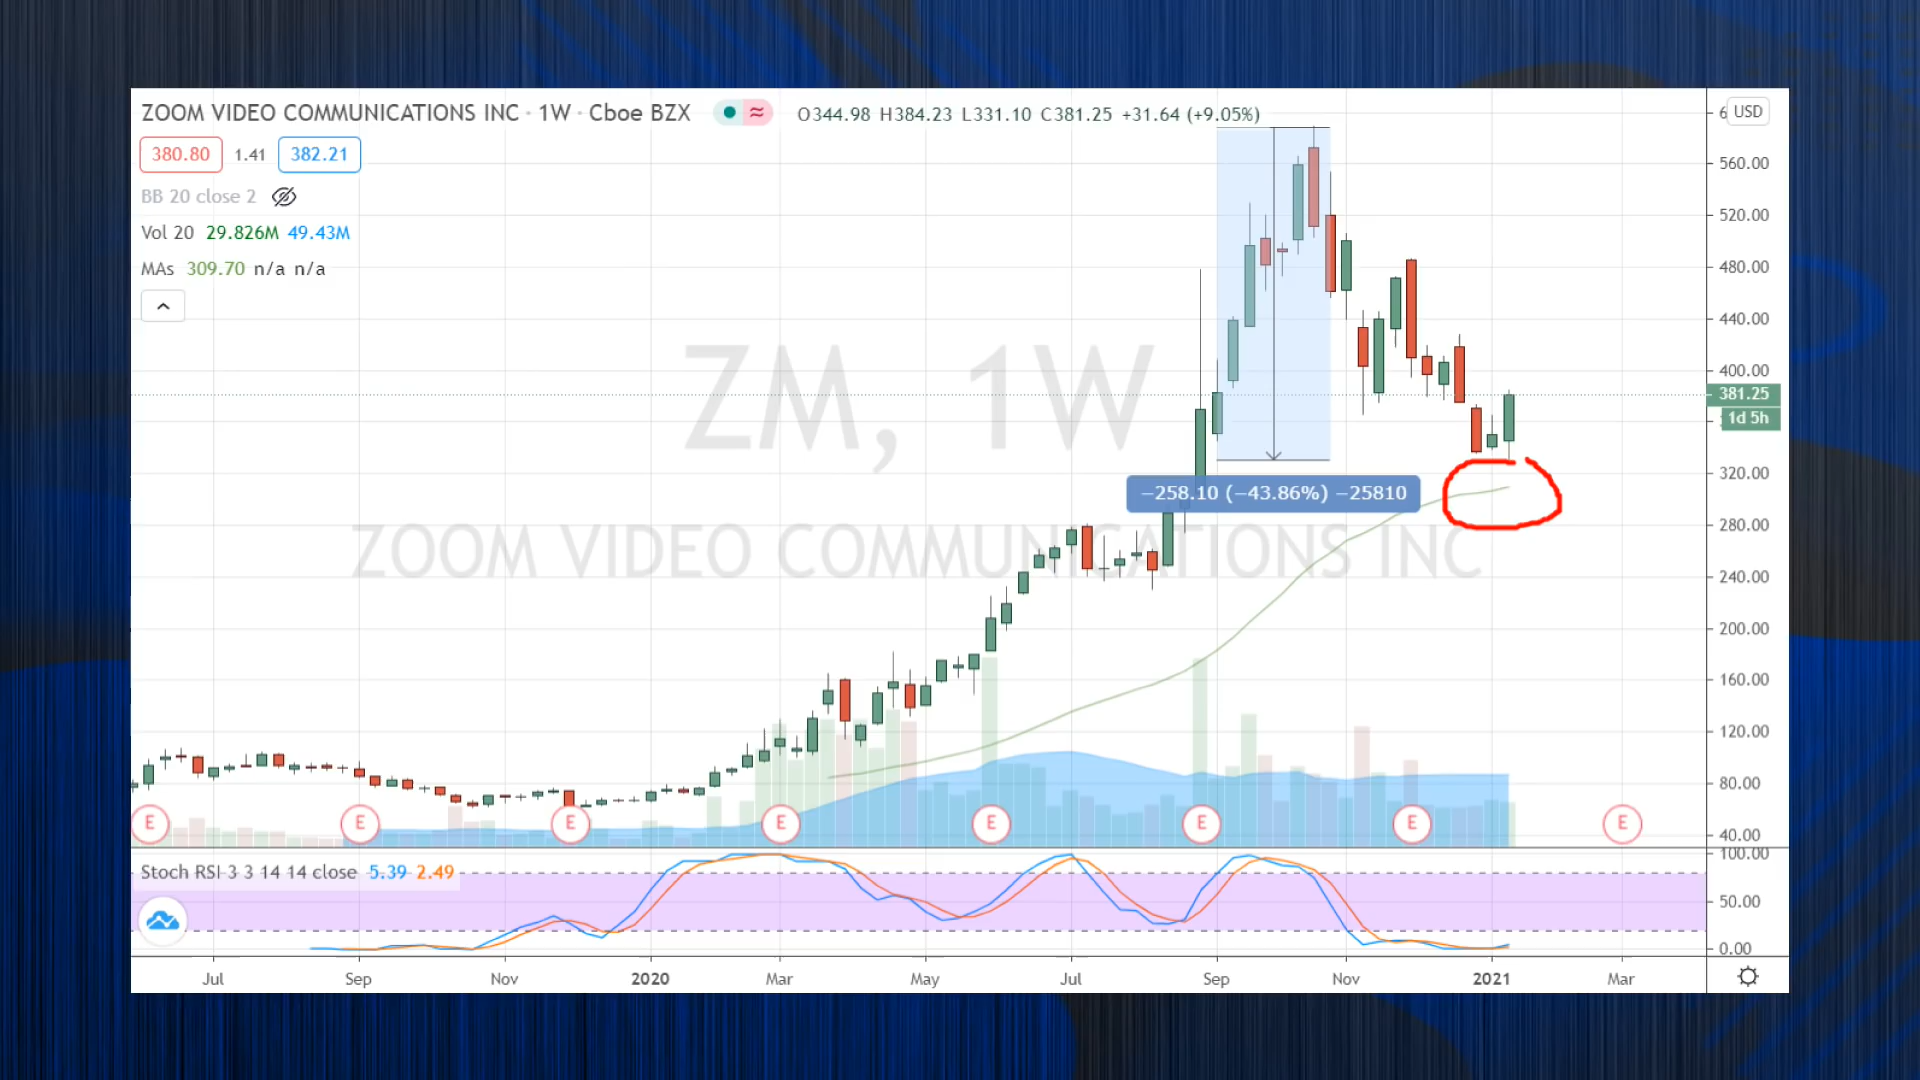 ZOOM VIDEO COMMUNICATIONS INC · 1W · Cboe BZX
O344.98 H384.23 L331.10 C381.25 +31.64 (+9.05%)
USD
380.80 1.41 382.21
BB 20 close 2
Vol 20 29.826M 49.43M
MAs 309.70 n/a n/a
560.00
520.00
480.00
440.00
400.00
381.25
1d 5h
320.00
280.00
240.00
200.00
160.00
120.00
80.00
40.00
ZM, 1W
ZOOM VIDEO COMMUNICATIONS INC
−258.10 (−43.86%) −25810
E E E E E E E E
Stoch RSI 3 3 14 14 close 5.39 2.49
100.00
50.00
0.00
Jul Sep Nov 2020 Mar May Jul Sep Nov 2021 Mar